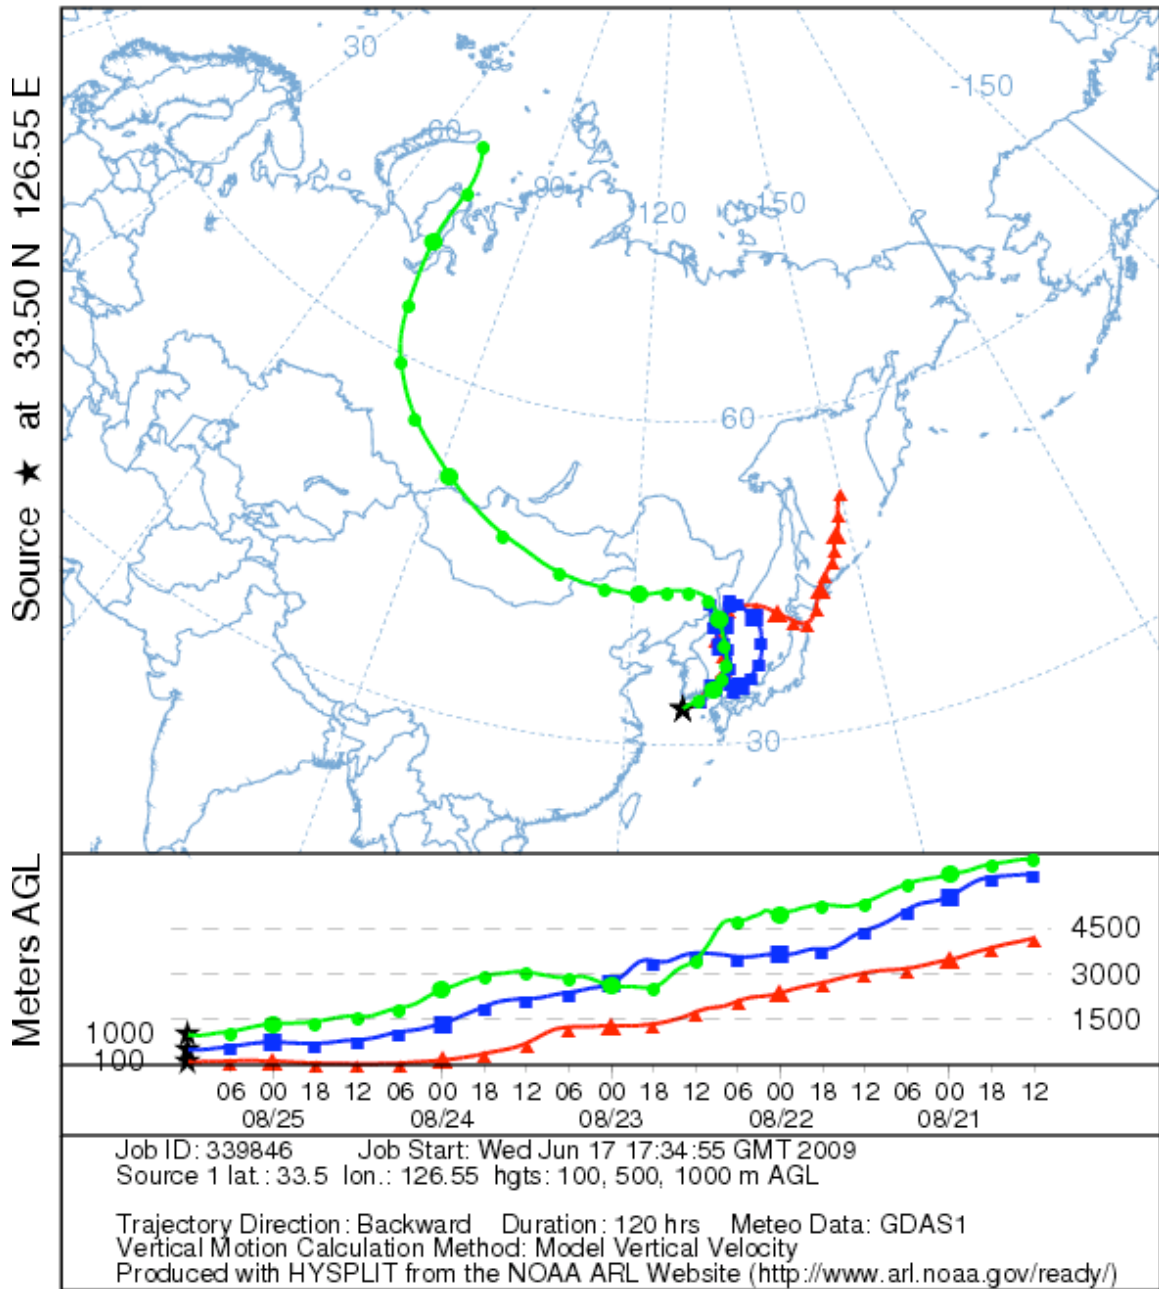 30
-150
60
90
120
150
60
30
Source ★ at 33.50 N 126.55 E
Meters AGL
4500
3000
1500
1000
100
06 00 18 12 06 00 18 12 06 00 18 12 06 00 18 12 06 00 18 12
08/25 08/24 08/23 08/22 08/21
Job ID: 339846 Job Start: Wed Jun 17 17:34:55 GMT 2009
Source 1 lat.: 33.5 lon.: 126.55 hgts: 100, 500, 1000 m AGL
Trajectory Direction: Backward Duration: 120 hrs Meteo Data: GDAS1
Vertical Motion Calculation Method: Model Vertical Velocity
Produced with HYSPLIT from the NOAA ARL Website (http://www.arl.noaa.gov/ready/)